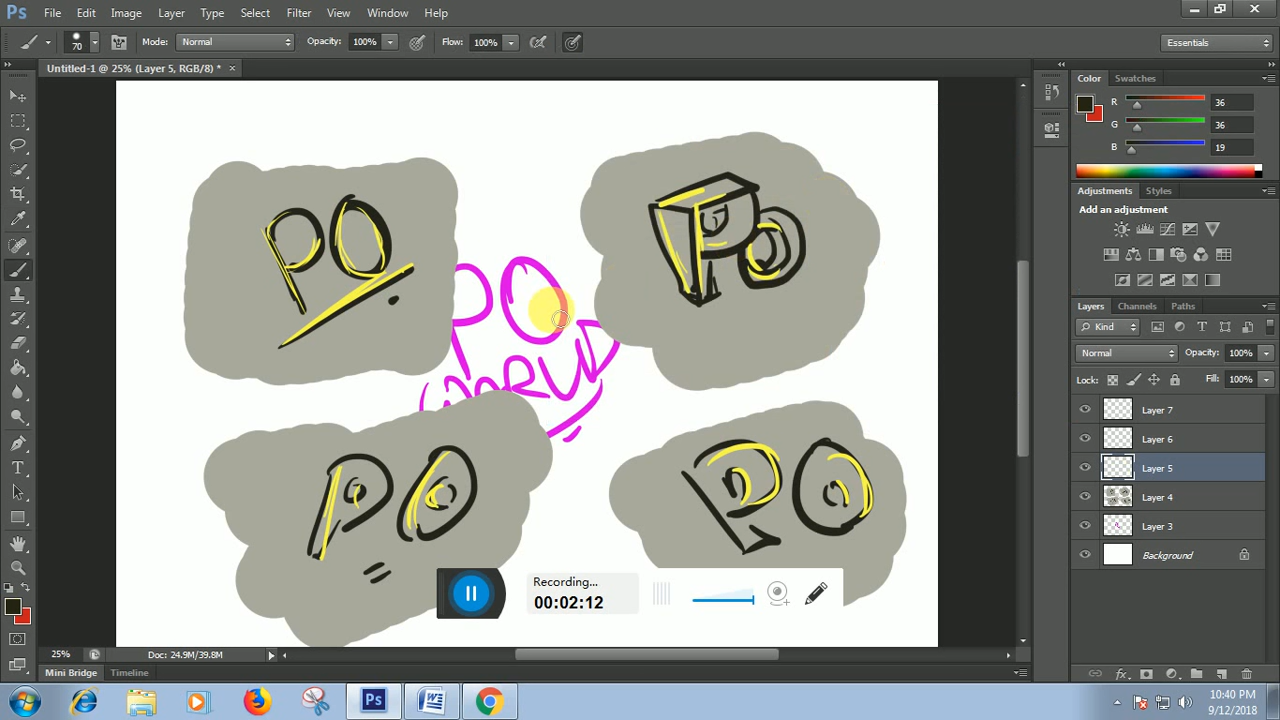 Ps File Edit Image Layer Type Select Filter View Window Help
70 Mode: Normal Opacity: 100% Flow: 100% Essentials
Untitled-1 @ 25% (Layer 5, RGB/8) * ×
Color Swatches
R 36
G 36
B 19
Adjustments Styles
Add an adjustment
Layers Channels Paths
Kind
Normal Opacity: 100%
Lock: Fill: 100%
Layer 7
Layer 6
Layer 5
Layer 4
Layer 3
Background
PO
PO
PO
PO
PO
Recording...
00:02:12
25% Doc: 24.9M/39.8M
Mini Bridge Timeline
10:40 PM
9/12/2018